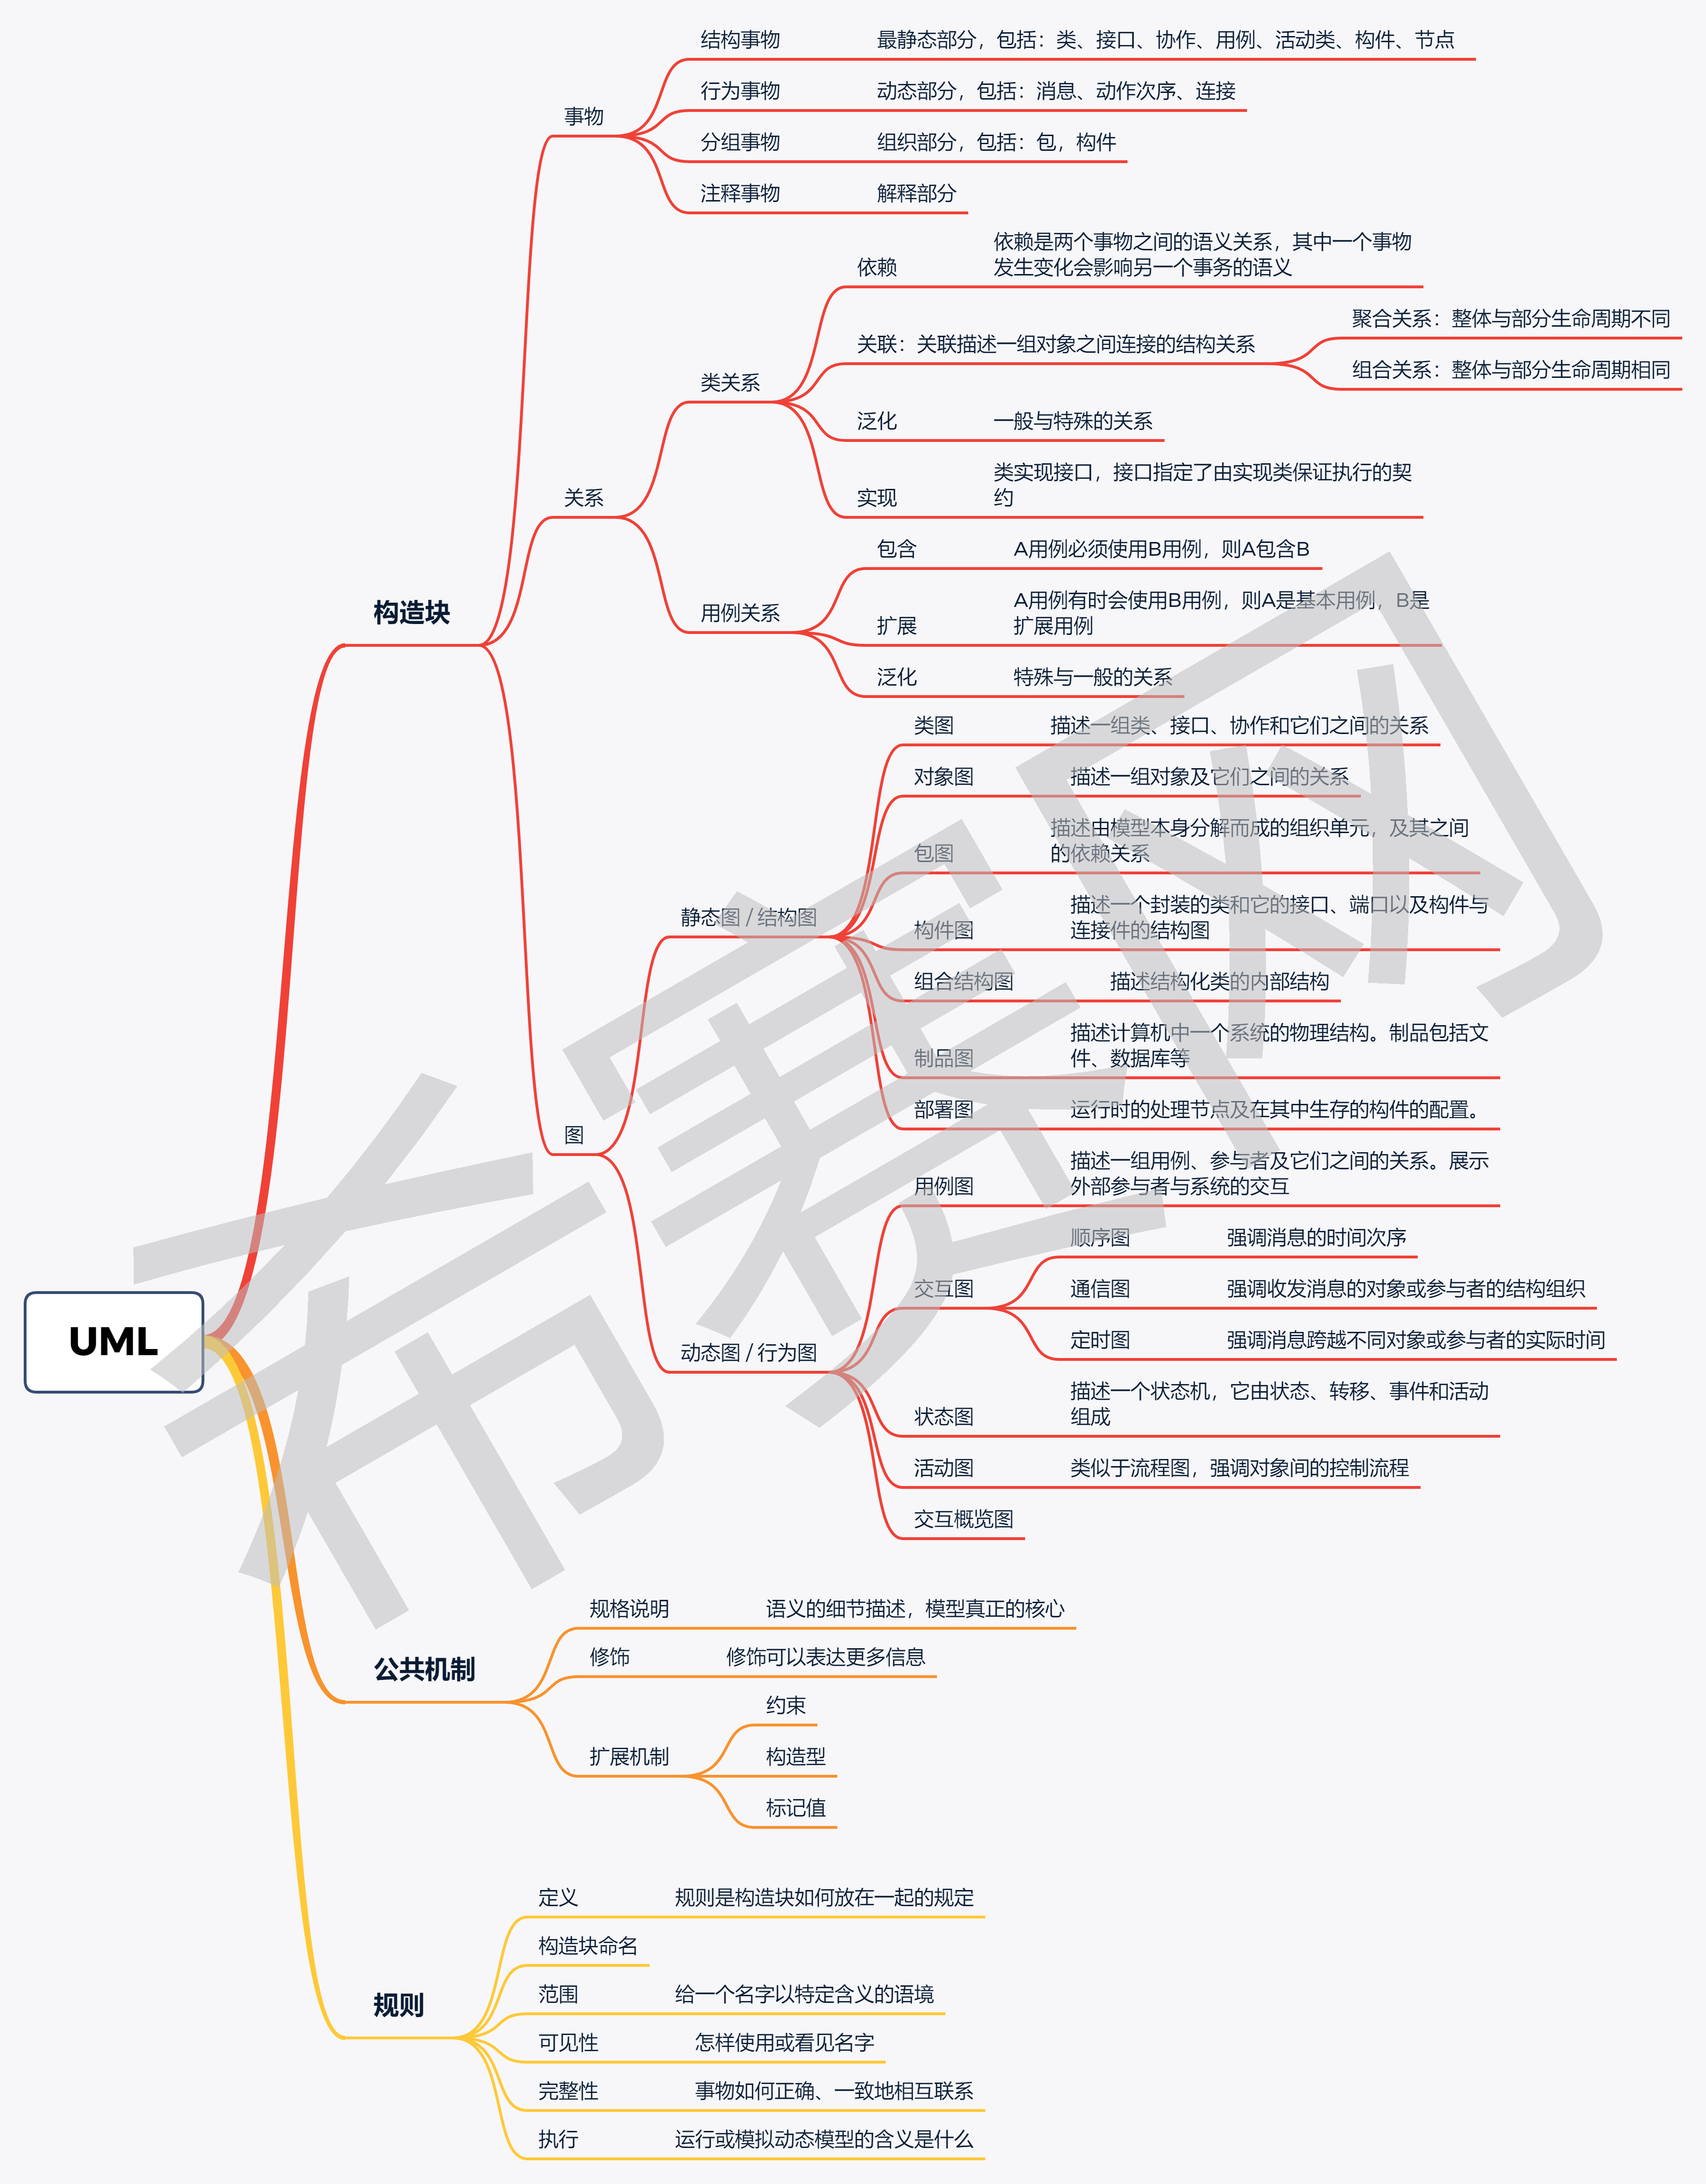 结构事物 最静态部分，包括：类、接口、协作、用例、活动类、构件、节点
行为事物 动态部分，包括：消息、动作次序、连接
事物
分组事物 组织部分，包括：包，构件
注释事物 解释部分
依赖是两个事物之间的语义关系，其中一个事物
依赖 发生变化会影响另一个事务的语义
聚合关系：整体与部分生命周期不同
关联：关联描述一组对象之间连接的结构关系
组合关系：整体与部分生命周期相同
类关系
泛化 一般与特殊的关系
类实现接口，接口指定了由实现类保证执行的契
关系 实现 约
包含 A用例必须使用B用例，则A包含B
A用例有时会使用B用例，则A是基本用例，B是
构造块 用例关系
扩展 扩展用例
泛化 特殊与一般的关系
类图 描述一组类、接口、协作和它们之间的关系
对象图 描述一组对象及它们之间的关系
描述由模型本身分解而成的组织单元，及其之间
包图 的依赖关系
描述一个封装的类和它的接口、端口以及构件与
静态图 / 结构图
构件图 连接件的结构图
组合结构图 描述结构化类的内部结构
描述计算机中一个系统的物理结构。制品包括文
制品图 件、数据库等
部署图 运行时的处理节点及在其中生存的构件的配置。
图
描述一组用例、参与者及它们之间的关系。展示
用例图 外部参与者与系统的交互
顺序图 强调消息的时间次序
交互图 通信图 强调收发消息的对象或参与者的结构组织
UML
定时图 强调消息跨越不同对象或参与者的实际时间
动态图 / 行为图
描述一个状态机，它由状态、转移、事件和活动
状态图 组成
活动图 类似于流程图，强调对象间的控制流程
交互概览图
规格说明 语义的细节描述，模型真正的核心
修饰 修饰可以表达更多信息
公共机制
约束
扩展机制 构造型
标记值
定义 规则是构造块如何放在一起的规定
构造块命名
范围 给一个名字以特定含义的语境
规则
可见性 怎样使用或看见名字
完整性 事物如何正确、一致地相互联系
执行 运行或模拟动态模型的含义是什么
希赛网